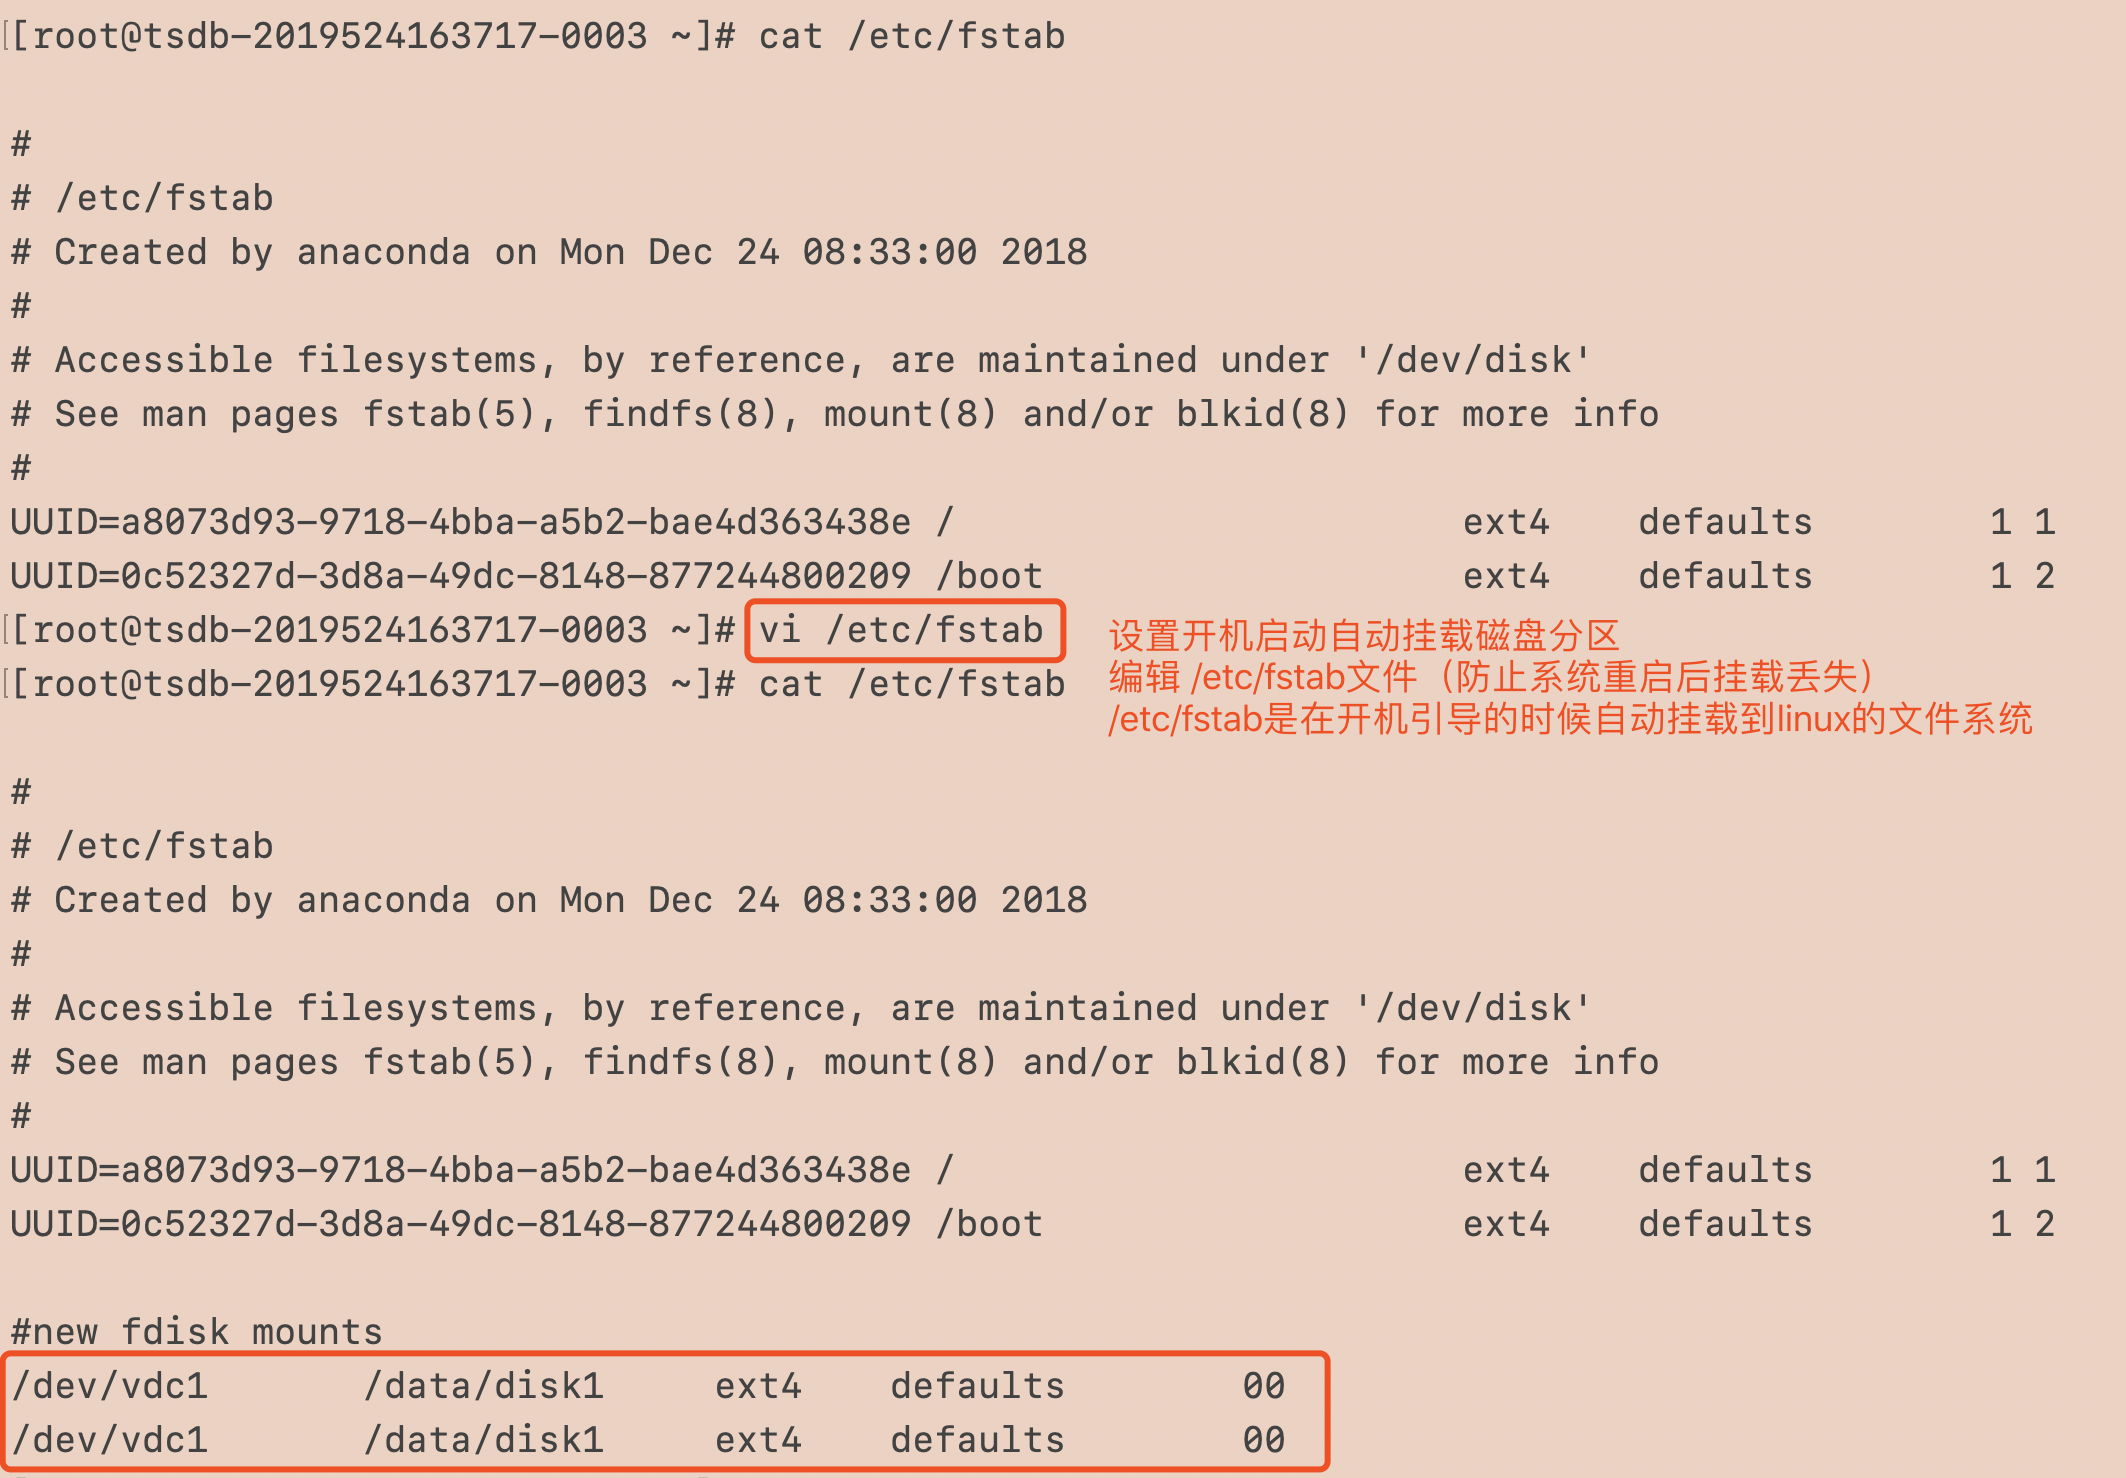 [root@tsdb-2019524163717-0003 ~]# cat /etc/fstab
#
# /etc/fstab
# Created by anaconda on Mon Dec 24 08:33:00 2018
#
# Accessible filesystems, by reference, are maintained under '/dev/disk'
# See man pages fstab(5), findfs(8), mount(8) and/or blkid(8) for more info
#
UUID=a8073d93-9718-4bba-a5b2-bae4d363438e / ext4 defaults 1 1
UUID=0c52327d-3d8a-49dc-8148-877244800209 /boot ext4 defaults 1 2
[root@tsdb-2019524163717-0003 ~]# vi /etc/fstab
设置开机启动自动挂载磁盘分区
[root@tsdb-2019524163717-0003 ~]# cat /etc/fstab
编辑 /etc/fstab文件（防止系统重启后挂载丢失）
/etc/fstab是在开机引导的时候自动挂载到linux的文件系统
#
# /etc/fstab
# Created by anaconda on Mon Dec 24 08:33:00 2018
#
# Accessible filesystems, by reference, are maintained under '/dev/disk'
# See man pages fstab(5), findfs(8), mount(8) and/or blkid(8) for more info
#
UUID=a8073d93-9718-4bba-a5b2-bae4d363438e / ext4 defaults 1 1
UUID=0c52327d-3d8a-49dc-8148-877244800209 /boot ext4 defaults 1 2
#new fdisk mounts
/dev/vdc1 /data/disk1 ext4 defaults 00
/dev/vdc1 /data/disk1 ext4 defaults 00